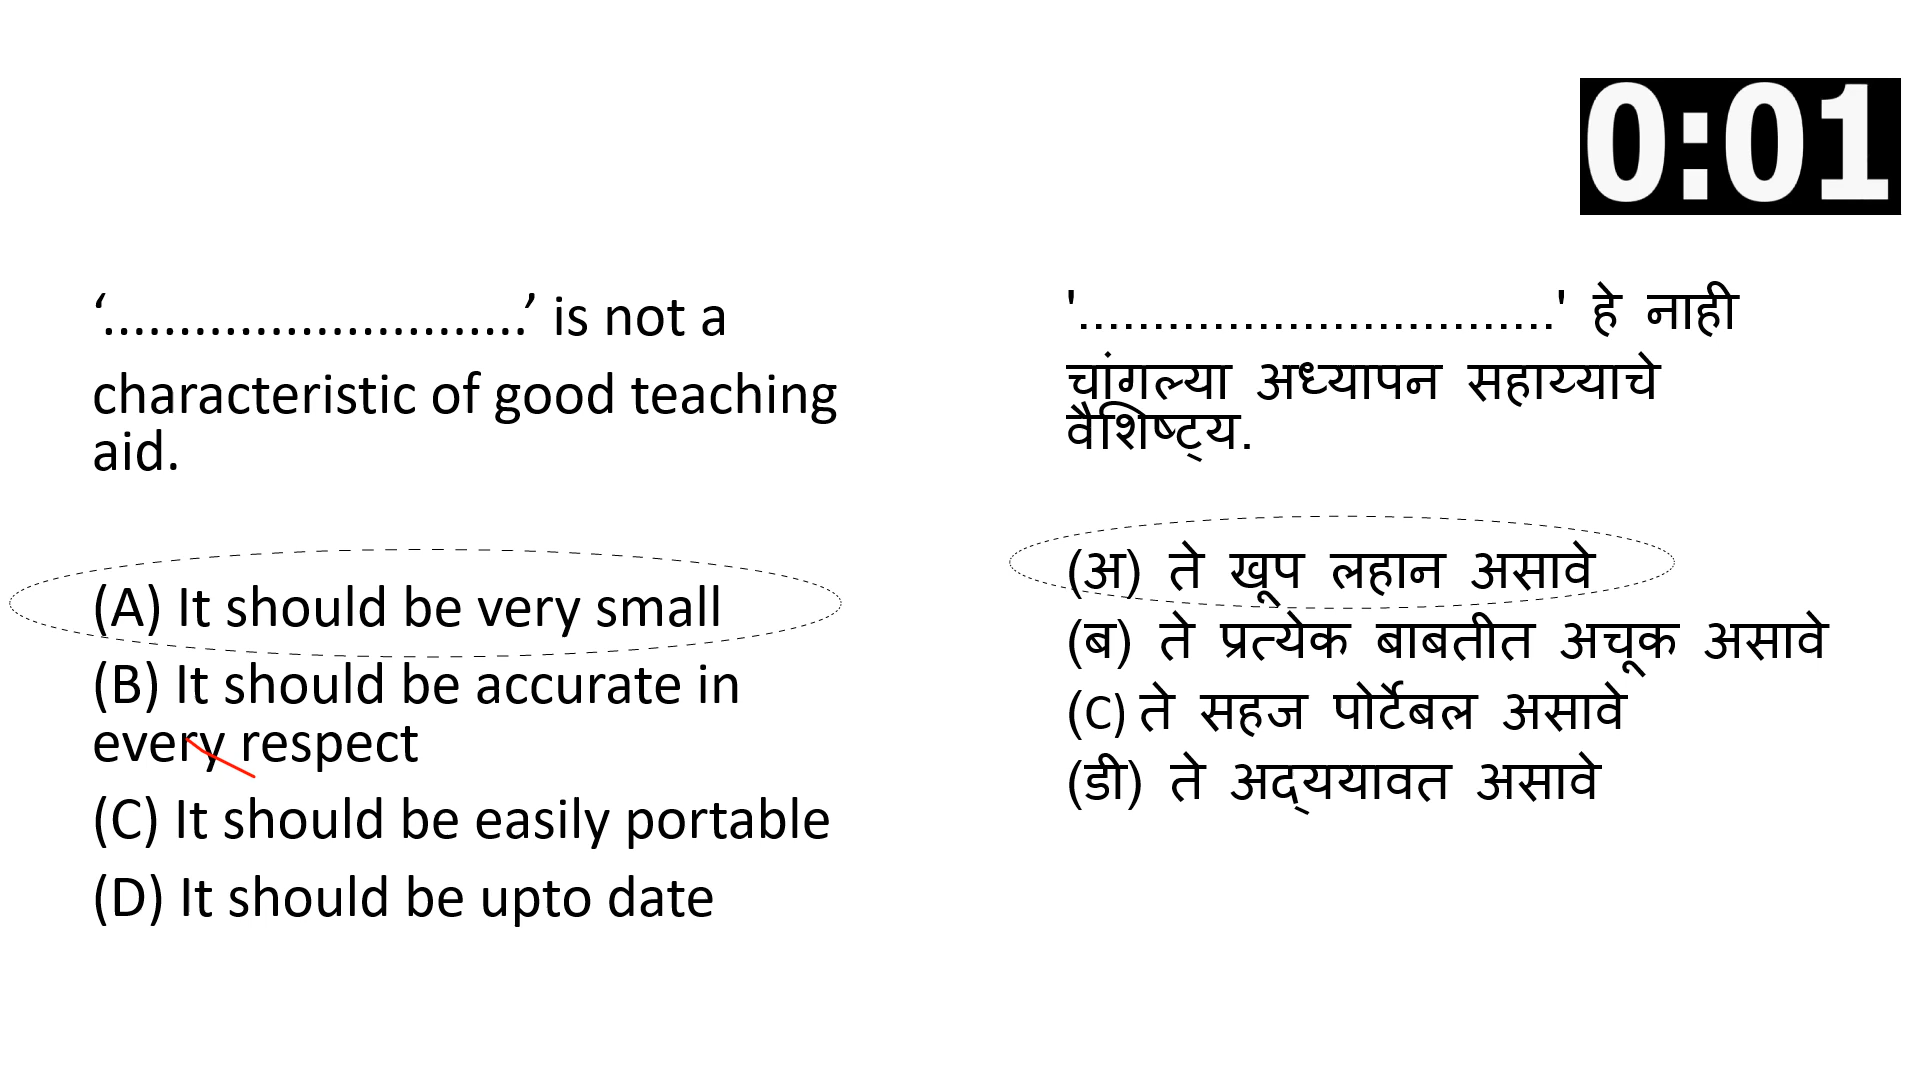 0:01
‘............................’ is not a
characteristic of good teaching
aid.
(A) It should be very small
(B) It should be accurate in
every respect
(C) It should be easily portable
(D) It should be upto date
'................................' हे नाही
चांगल्या अध्यापन सहाय्याचे
वैशिष्ट्य.
(अ) ते खूप लहान असावे
(ब) ते प्रत्येक बाबतीत अचूक असावे
(C) ते सहज पोर्टेबल असावे
(डी) ते अद्ययावत असावे